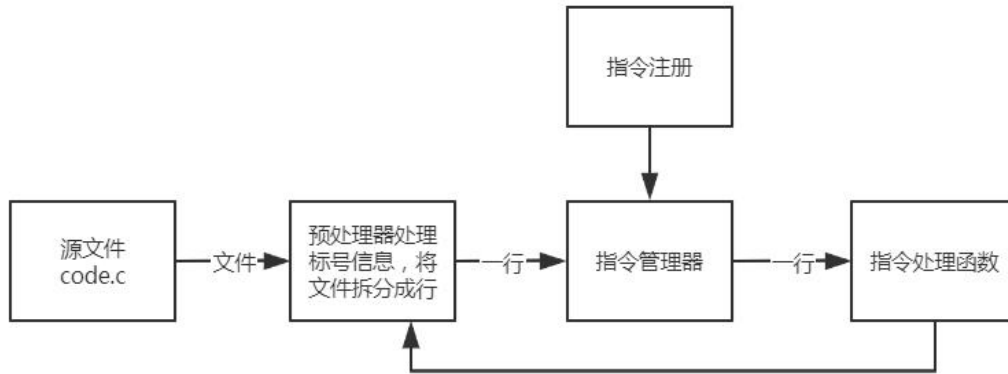 指令注册
源文件
code.c
文件
预处理器处理
标号信息，将
文件拆分成行
一行
指令管理器
一行
指令处理函数